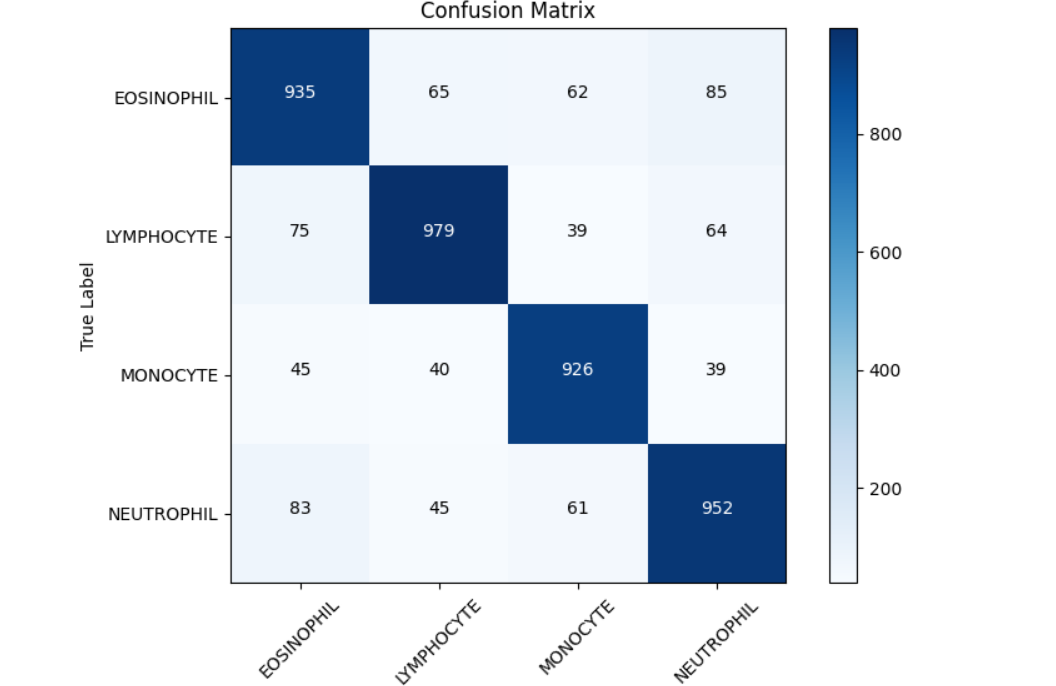 Confusion Matrix
True Label
EOSINOPHIL 935 65 62 85
LYMPHOCYTE 75 979 39 64
MONOCYTE 45 40 926 39
NEUTROPHIL 83 45 61 952
EOSINOPHIL LYMPHOCYTE MONOCYTE NEUTROPHIL
800
600
400
200